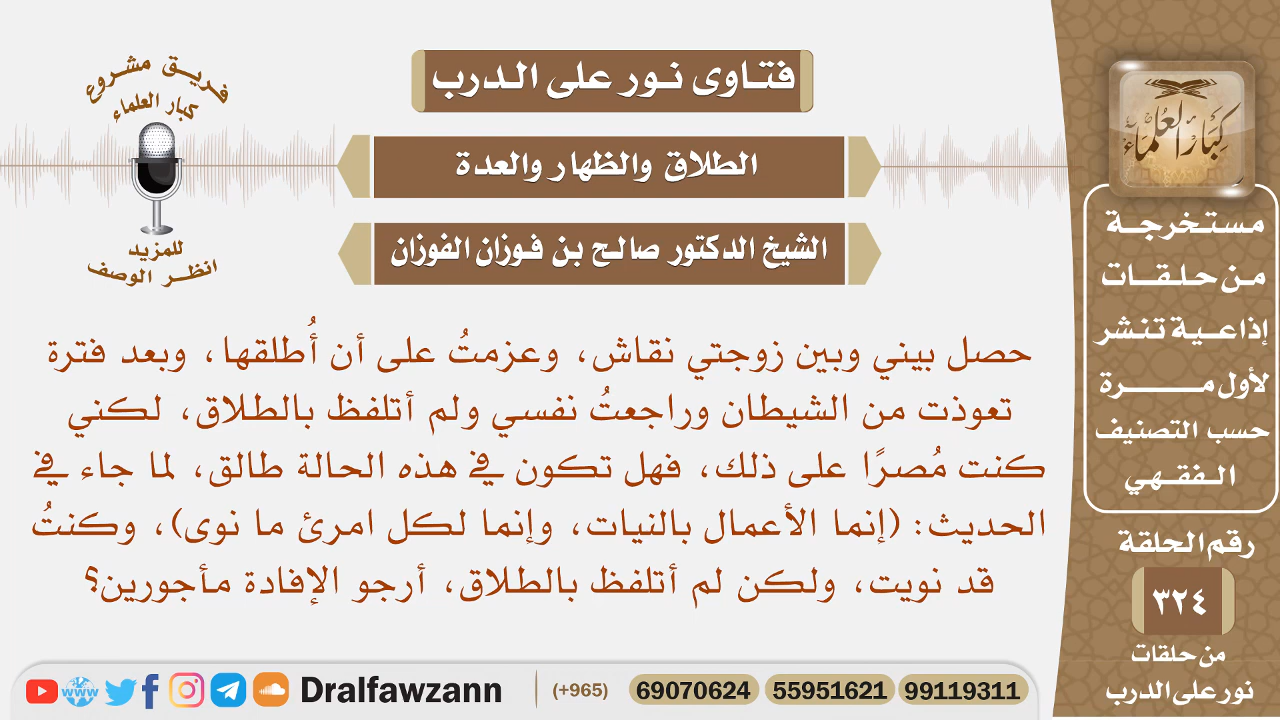 فتاوى نور على الدرب
الطلاق والظهار والعدة
الشيخ الدكتور صالح بن فوزان الفوزان
فريق مشروع
كبار العلماء
للمزيد
انظر الوصف
حصل بيني وبين زوجتي نقاش، وعزمتُ على أن أُطلقها، وبعد فترة
تعوذت من الشيطان وراجعتُ نفسي ولم أتلفظ بالطلاق، لكني
كنت مُصرًا على ذلك، فهل تكون في هذه الحالة طالق، لما جاء في
الحديث: (إنما الأعمال بالنيات، وإنما لكل امرئ ما نوى)، وكنتُ
قد نويت، ولكن لم أتلفظ بالطلاق، أرجو الإفادة مأجورين؟
كِبَارُ العُلَمَاء
مستخرجة
من حلقات
إذاعية تنشر
لأول مرة
حسب التصنيف
الفقهي
رقم الحلقة
٣٢٤
من حلقات
نور على الدرب
www Dralfawzann (+965) 69070624 55951621 99119311